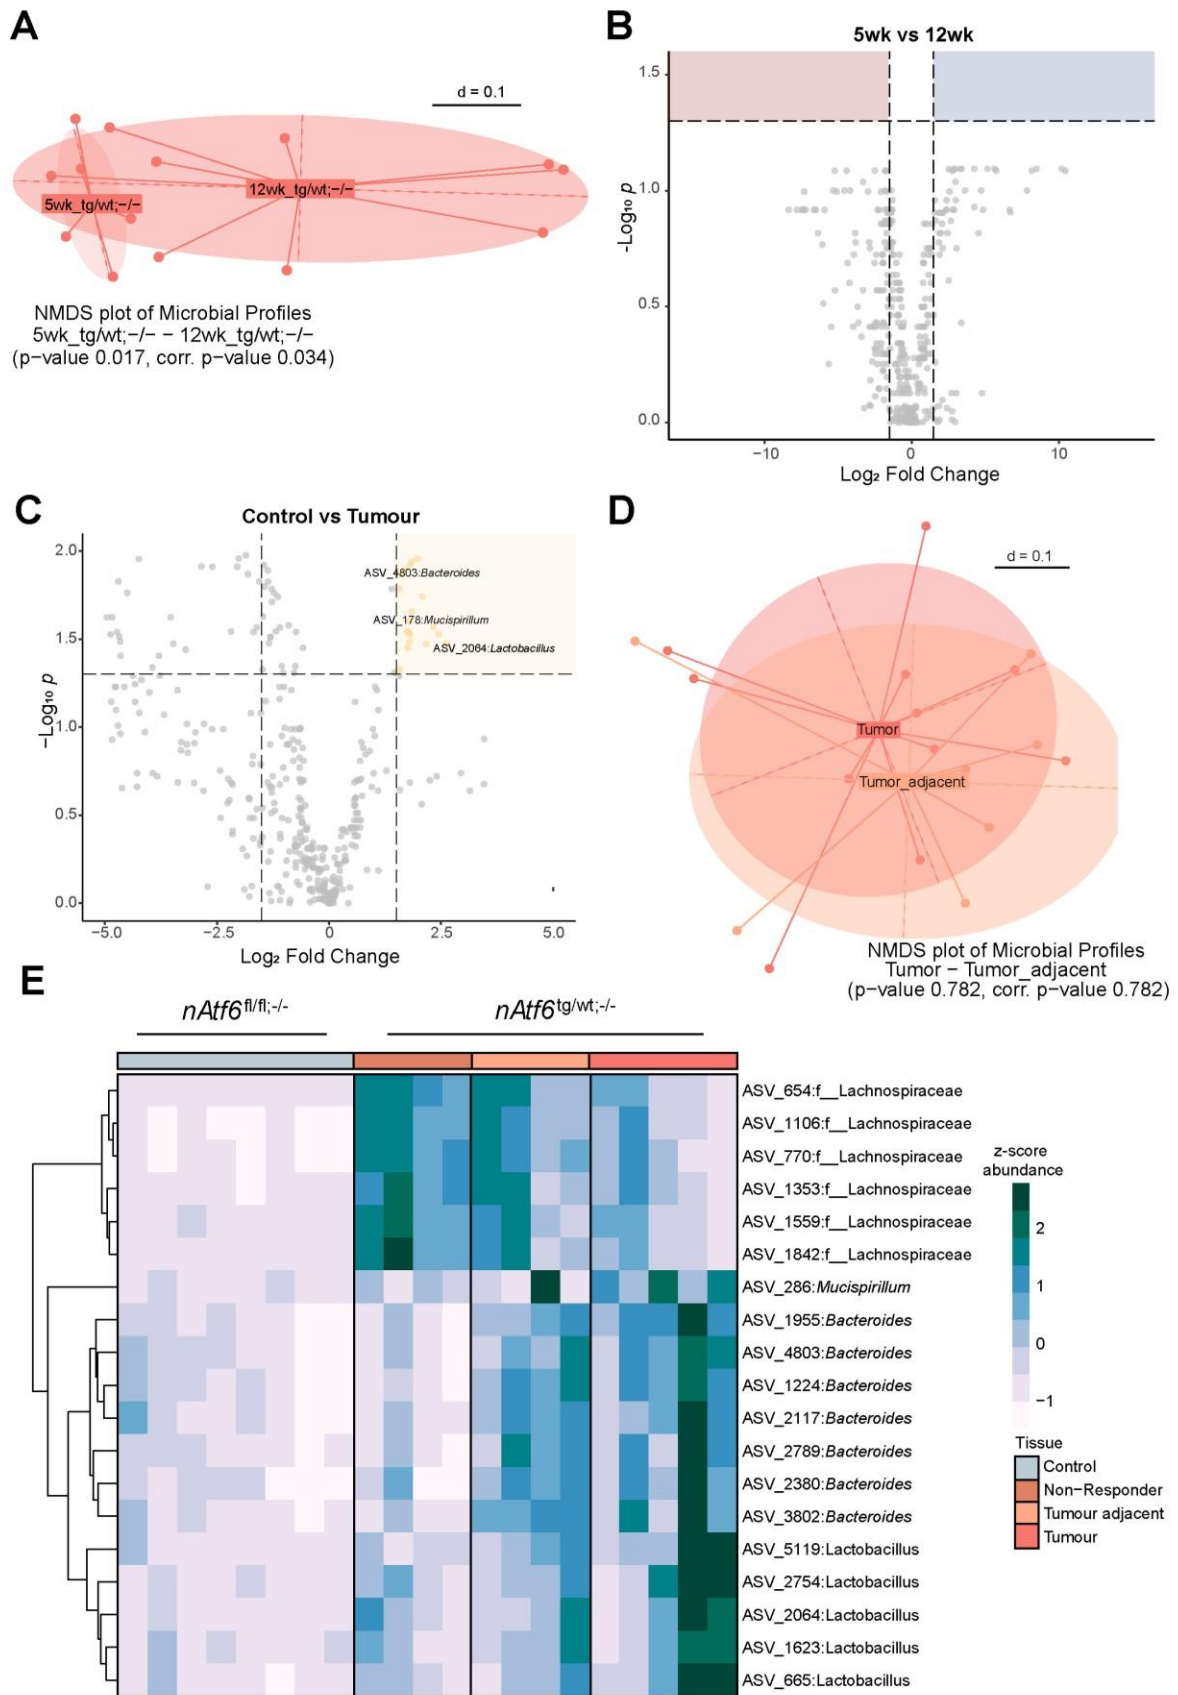 A
d = 0.1
12wk_tg/wt;−/−
5wk_tg/wt;−/−
NMDS plot of Microbial Profiles
5wk_tg/wt;−/− − 12wk_tg/wt;−/−
(p−value 0.017, corr. p−value 0.034)
B
5wk vs 12wk
1.5
1.0
0.5
0.0
-Log₁₀ p
−10
0
10
Log₂ Fold Change
C
Control vs Tumour
2.0
1.5
1.0
0.5
0.0
−Log₁₀ p
ASV_4803:Bacteroides
ASV_178:Mucispirillum
ASV_2064:Lactobacillus
−5.0
−2.5
0
2.5
5.0
Log₂ Fold Change
D
d = 0.1
Tumor
Tumor_adjacent
NMDS plot of Microbial Profiles
Tumor − Tumor_adjacent
(p−value 0.782, corr. p−value 0.782)
E
nAtf6fl/fl;-/-
nAtf6tg/wt;-/-
ASV_654:f__Lachnospiraceae
ASV_1106:f__Lachnospiraceae
ASV_770:f__Lachnospiraceae
ASV_1353:f__Lachnospiraceae
ASV_1559:f__Lachnospiraceae
ASV_1842:f__Lachnospiraceae
ASV_286:Mucispirillum
ASV_1955:Bacteroides
ASV_4803:Bacteroides
ASV_1224:Bacteroides
ASV_2117:Bacteroides
ASV_2789:Bacteroides
ASV_2380:Bacteroides
ASV_3802:Bacteroides
ASV_5119:Lactobacillus
ASV_2754:Lactobacillus
ASV_2064:Lactobacillus
ASV_1623:Lactobacillus
ASV_665:Lactobacillus
z-score
abundance
2
1
0
−1
Tissue
Control
Non−Responder
Tumour adjacent
Tumour